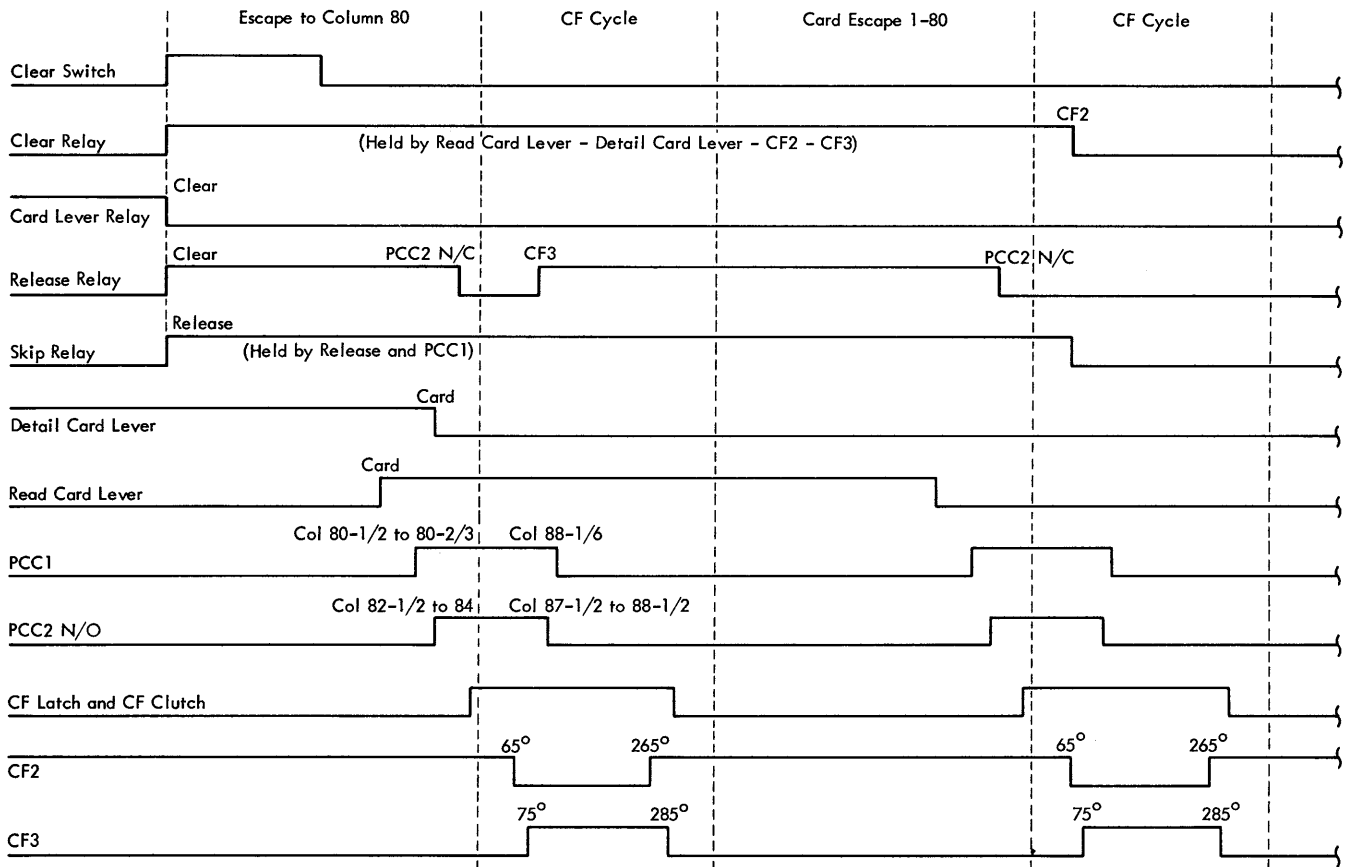 Escape to Column 80 CF Cycle Card Escape 1-80 CF Cycle
Clear Switch
CF2
Clear Relay (Held by Read Card Lever - Detail Card Lever - CF2 - CF3)
Clear
Card Lever Relay
Clear PCC2 N/C CF3 PCC2 N/C
Release Relay
Release
Skip Relay (Held by Release and PCC1)
Card
Detail Card Lever
Card
Read Card Lever
Col 80-1/2 to 80-2/3 Col 88-1/6
PCC1
Col 82-1/2 to 84 Col 87-1/2 to 88-1/2
PCC2 N/O
CF Latch and CF Clutch
65° 265° 65° 265°
CF2
75° 285° 75° 285°
CF3